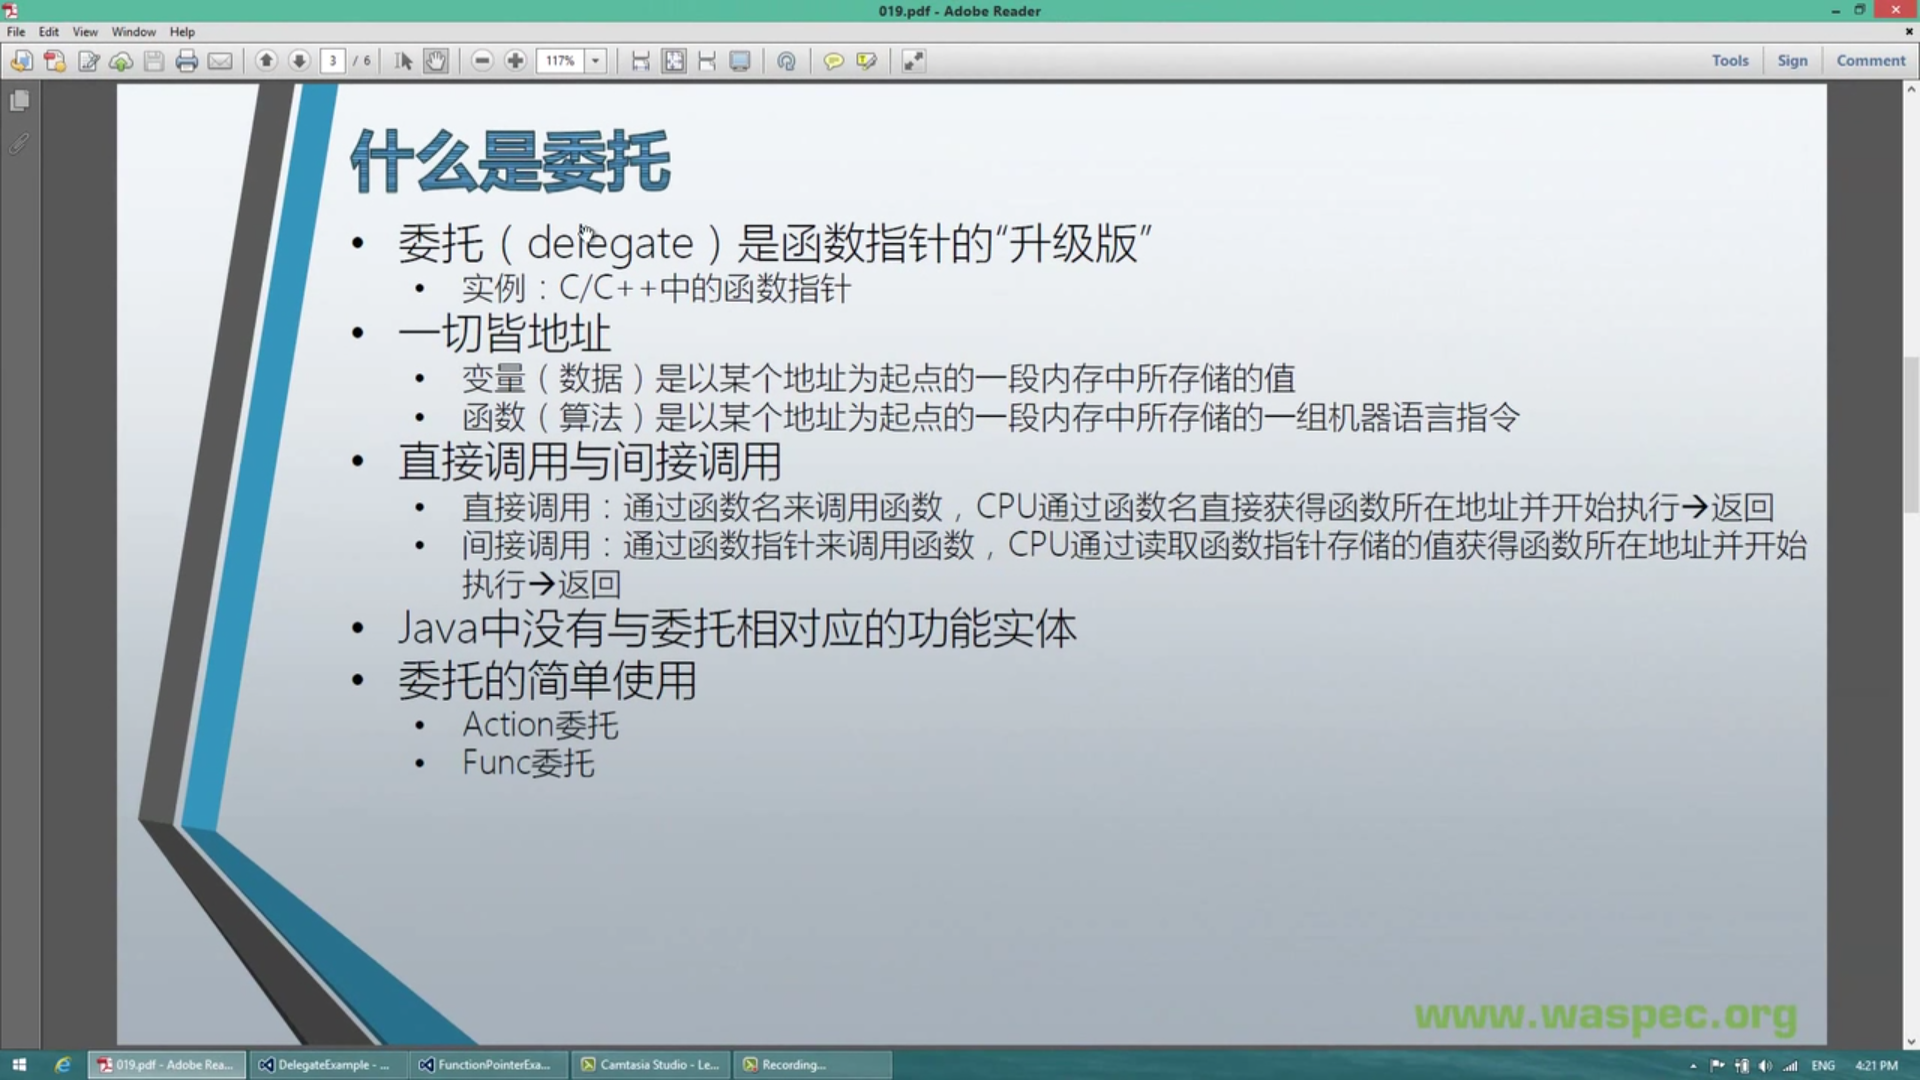 019.pdf - Adobe Reader
File Edit View Window Help
3 / 6 117% Tools Sign Comment
什么是委托
• 委托（delegate）是函数指针的“升级版”
• 实例：C/C++中的函数指针
• 一切皆地址
• 变量（数据）是以某个地址为起点的一段内存中所存储的值
• 函数（算法）是以某个地址为起点的一段内存中所存储的一组机器语言指令
• 直接调用与间接调用
• 直接调用：通过函数名来调用函数，CPU通过函数名直接获得函数所在地址并开始执行→返回
• 间接调用：通过函数指针来调用函数，CPU通过读取函数指针存储的值获得函数所在地址并开始
执行→返回
• Java中没有与委托相对应的功能实体
• 委托的简单使用
• Action委托
• Func委托
www.waspec.org
019.pdf - Adobe Rea... DelegateExample - ... FunctionPointerExa... Camtasia Studio - Le... Recording... ENG 4:21 PM